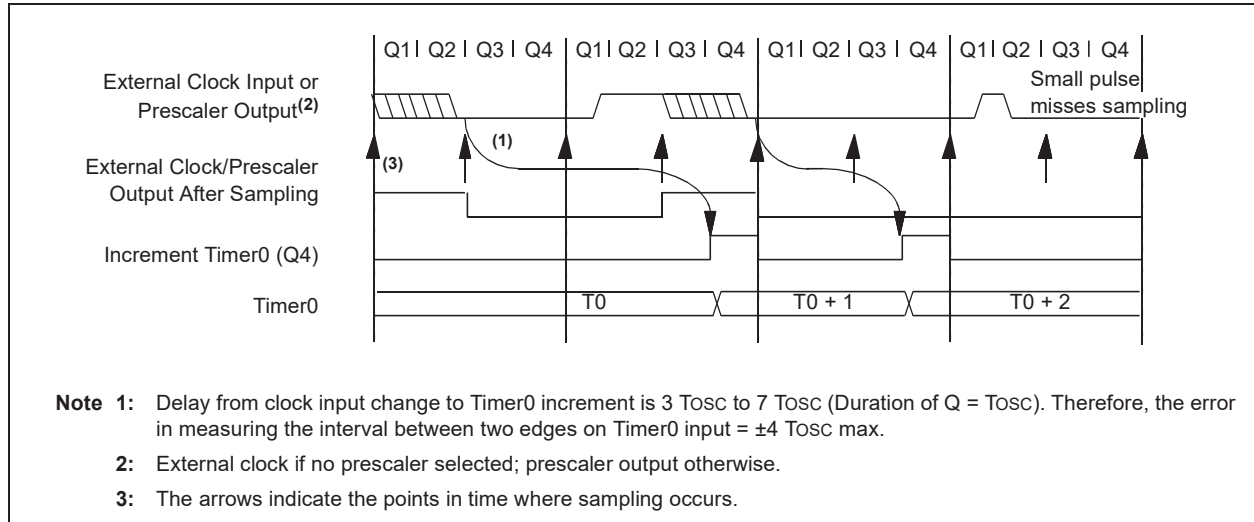 Q1 | Q2 | Q3 | Q4 Q1 | Q2 | Q3 | Q4 Q1 | Q2 | Q3 | Q4 Q1 | Q2 | Q3 | Q4
External Clock Input or
Prescaler Output(2)
Small pulse
misses sampling
(1)
(3)
External Clock/Prescaler
Output After Sampling
Increment Timer0 (Q4)
Timer0 T0 T0 + 1 T0 + 2
Note 1: Delay from clock input change to Timer0 increment is 3 TOSC to 7 TOSC (Duration of Q = TOSC). Therefore, the error
in measuring the interval between two edges on Timer0 input = ±4 TOSC max.
2: External clock if no prescaler selected; prescaler output otherwise.
3: The arrows indicate the points in time where sampling occurs.